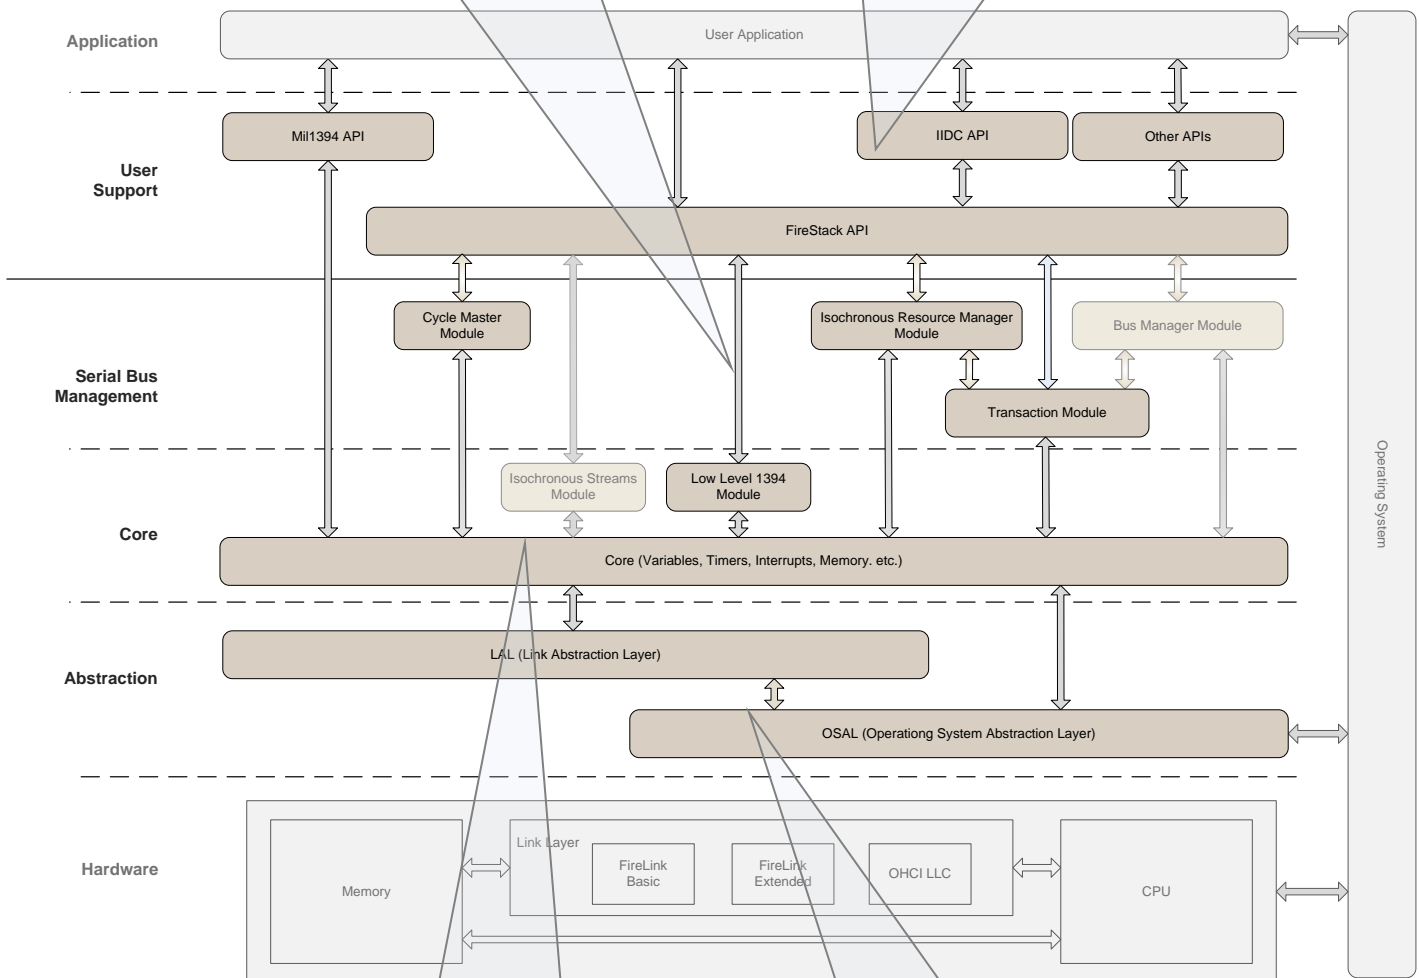 Application
User Application
Mil1394 API
IIDC API
Other APIs
User
Support
FireStack API
Cycle Master
Module
Isochronous Resource Manager
Module
Bus Manager Module
Serial Bus
Management
Transaction Module
Operating System
Isochronous Streams
Module
Low Level 1394
Module
Core
Core (Variables, Timers, Interrupts, Memory. etc.)
LAL (Link Abstraction Layer)
Abstraction
OSAL (Operationg System Abstraction Layer)
Hardware
Link Layer
Memory
FireLink
Basic
FireLink
Extended
OHCI LLC
CPU